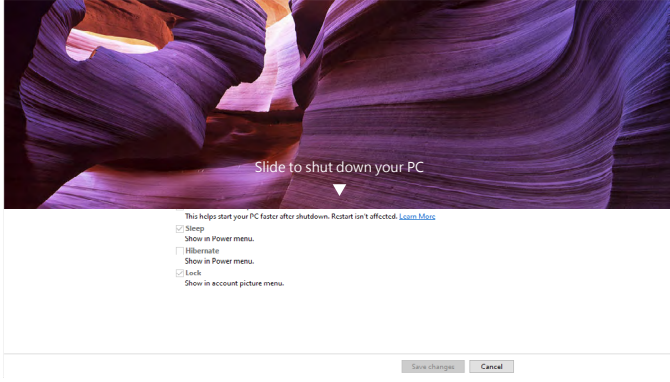 Slide to shut down your PC
This helps start your PC faster after shutdown. Restart isn't affected. Learn More
Sleep
Show in Power menu.
Hibernate
Show in Power menu.
Lock
Show in account picture menu.
Save changes Cancel